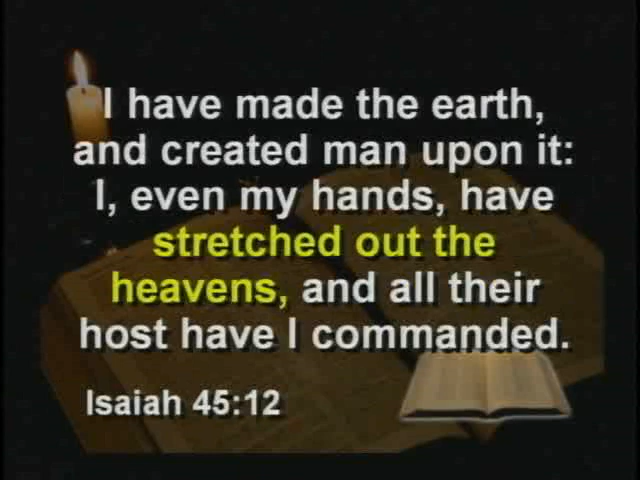 I have made the earth,
and created man upon it:
I, even my hands, have
stretched out the
heavens, and all their
host have I commanded.
Isaiah 45:12